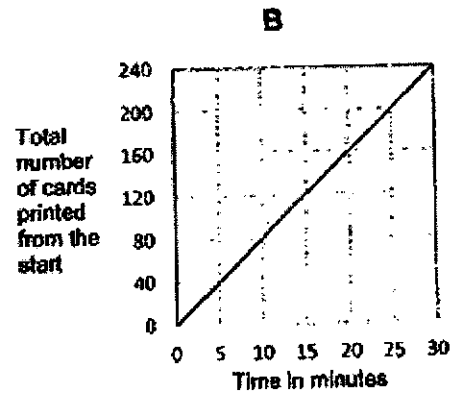 B
240
200
160
120
80
40
0
Total
number
of cards
printed
from the
start
0 5 10 15 20 25 30
Time in minutes